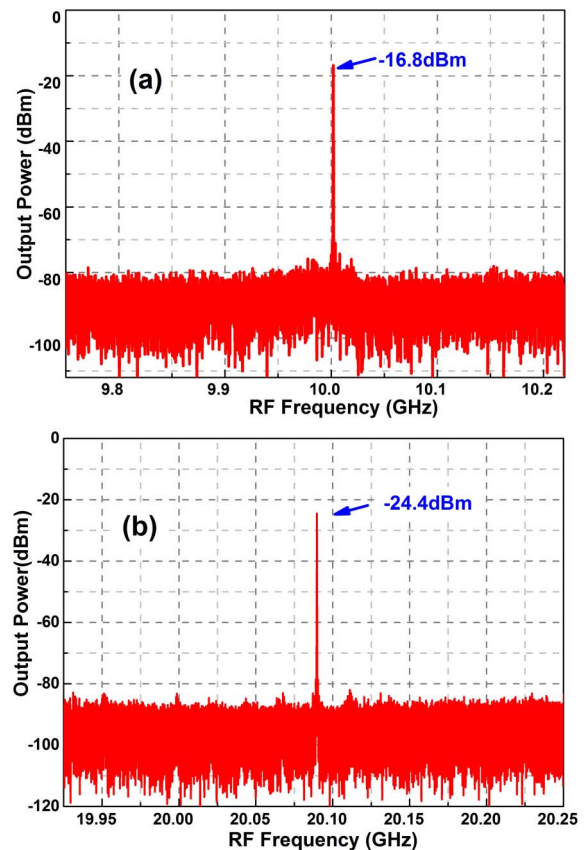 0
-16.8dBm
(a)
-20
-40
-60
-80
-100
Output Power (dBm)
9.8 9.9 10.0 10.1 10.2
RF Frequency (GHz)
0
-24.4dBm
(b)
-20
-40
-60
-80
-100
-120
Output Power(dBm)
19.95 20.00 20.05 20.10 20.15 20.20 20.25
RF Frequency (GHz)